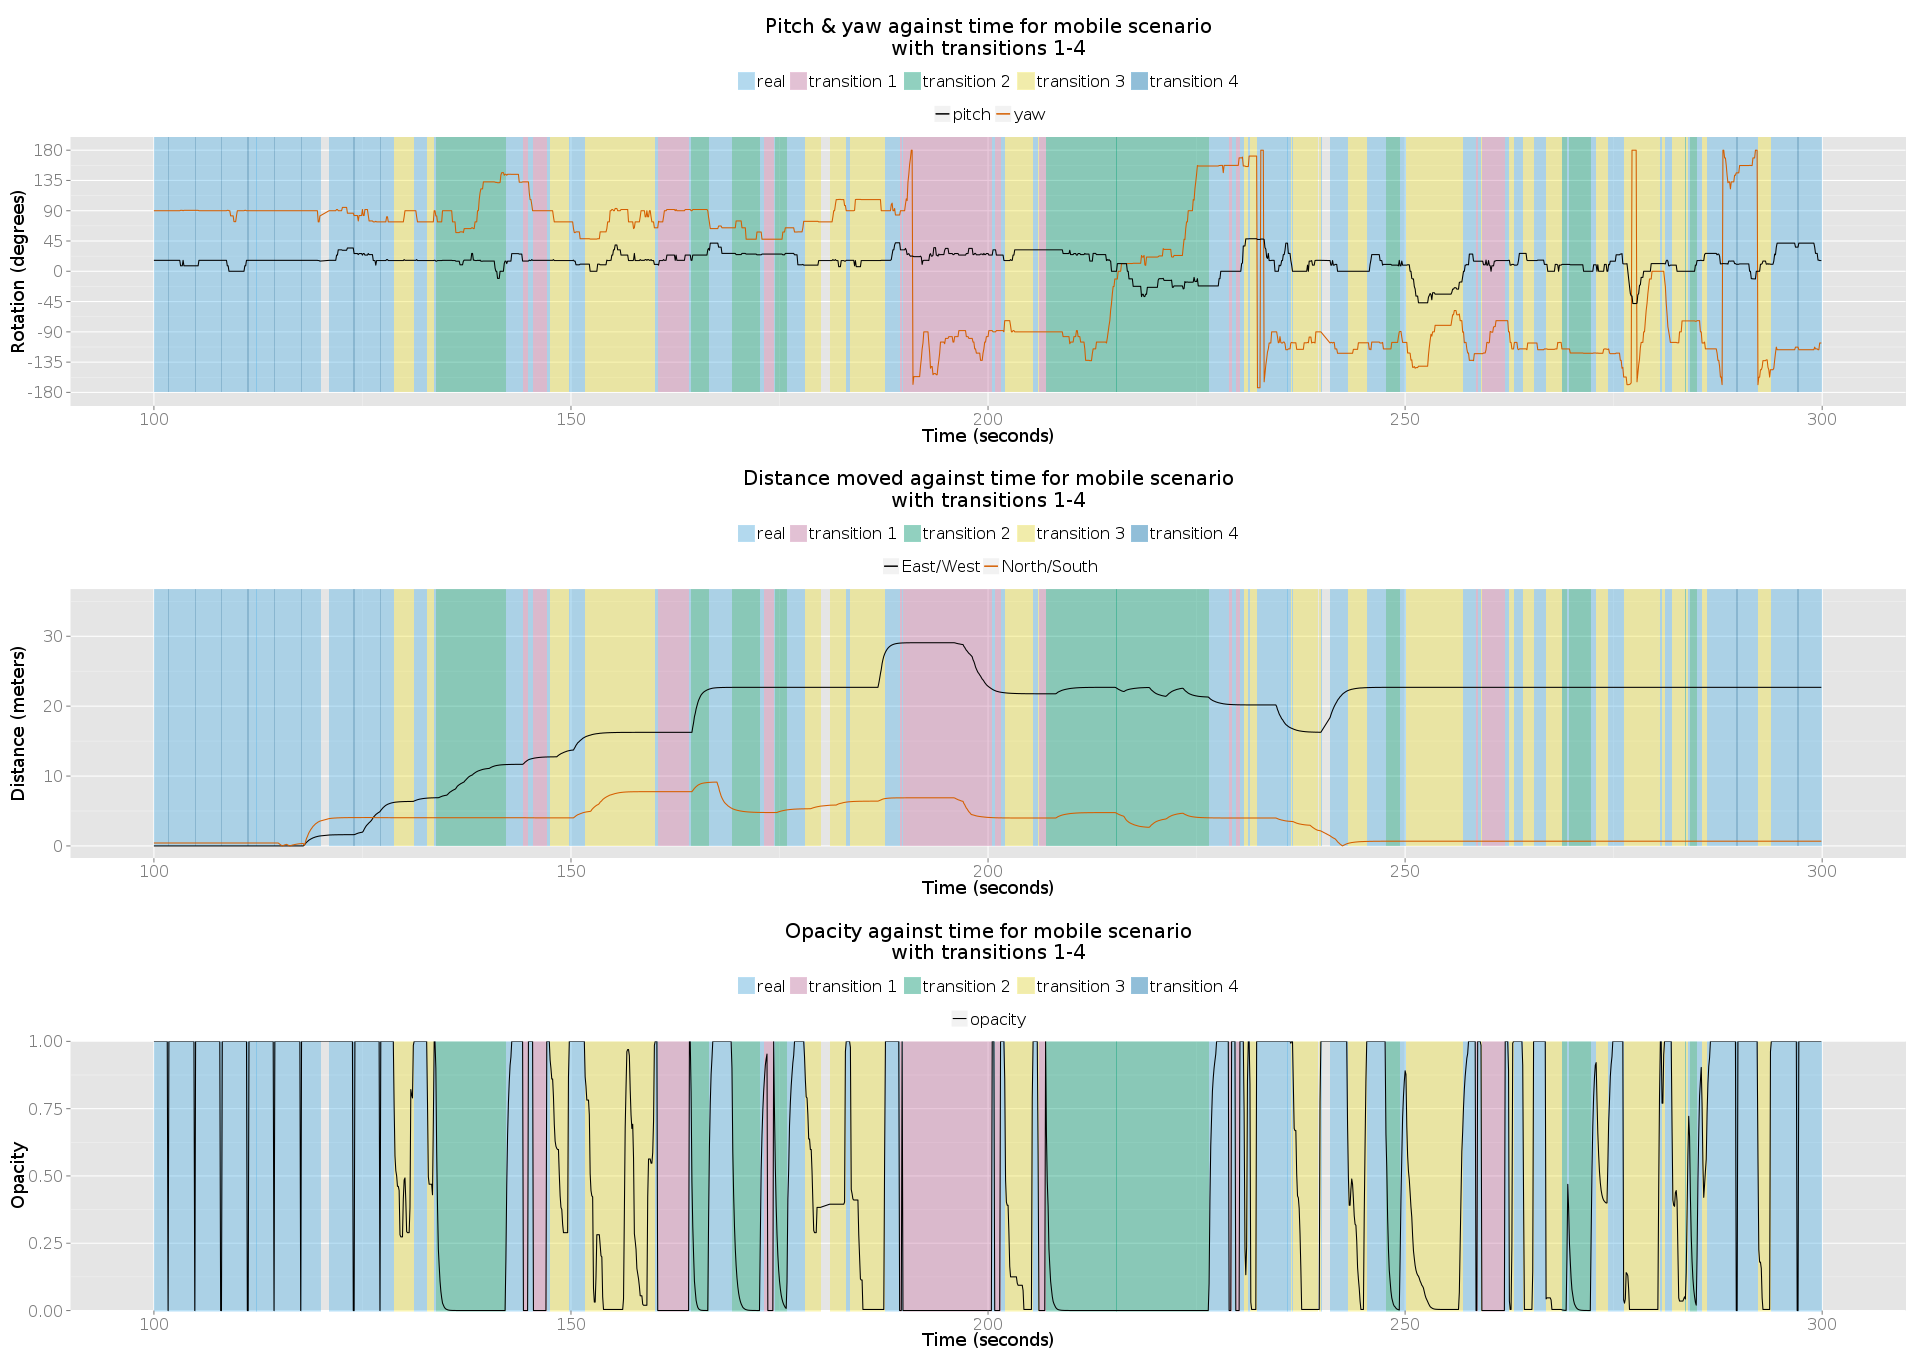 Pitch & yaw against time for mobile scenario
with transitions 1-4
real transition 1 transition 2 transition 3 transition 4
pitch yaw
Rotation (degrees)
180
135
90
45
0
-45
-90
-135
-180
100 150 200 250 300
Time (seconds)
Distance moved against time for mobile scenario
with transitions 1-4
real transition 1 transition 2 transition 3 transition 4
East/West North/South
Distance (meters)
30
20
10
0
100 150 200 250 300
Time (seconds)
Opacity against time for mobile scenario
with transitions 1-4
real transition 1 transition 2 transition 3 transition 4
opacity
Opacity
1.00
0.75
0.50
0.25
0.00
100 150 200 250 300
Time (seconds)